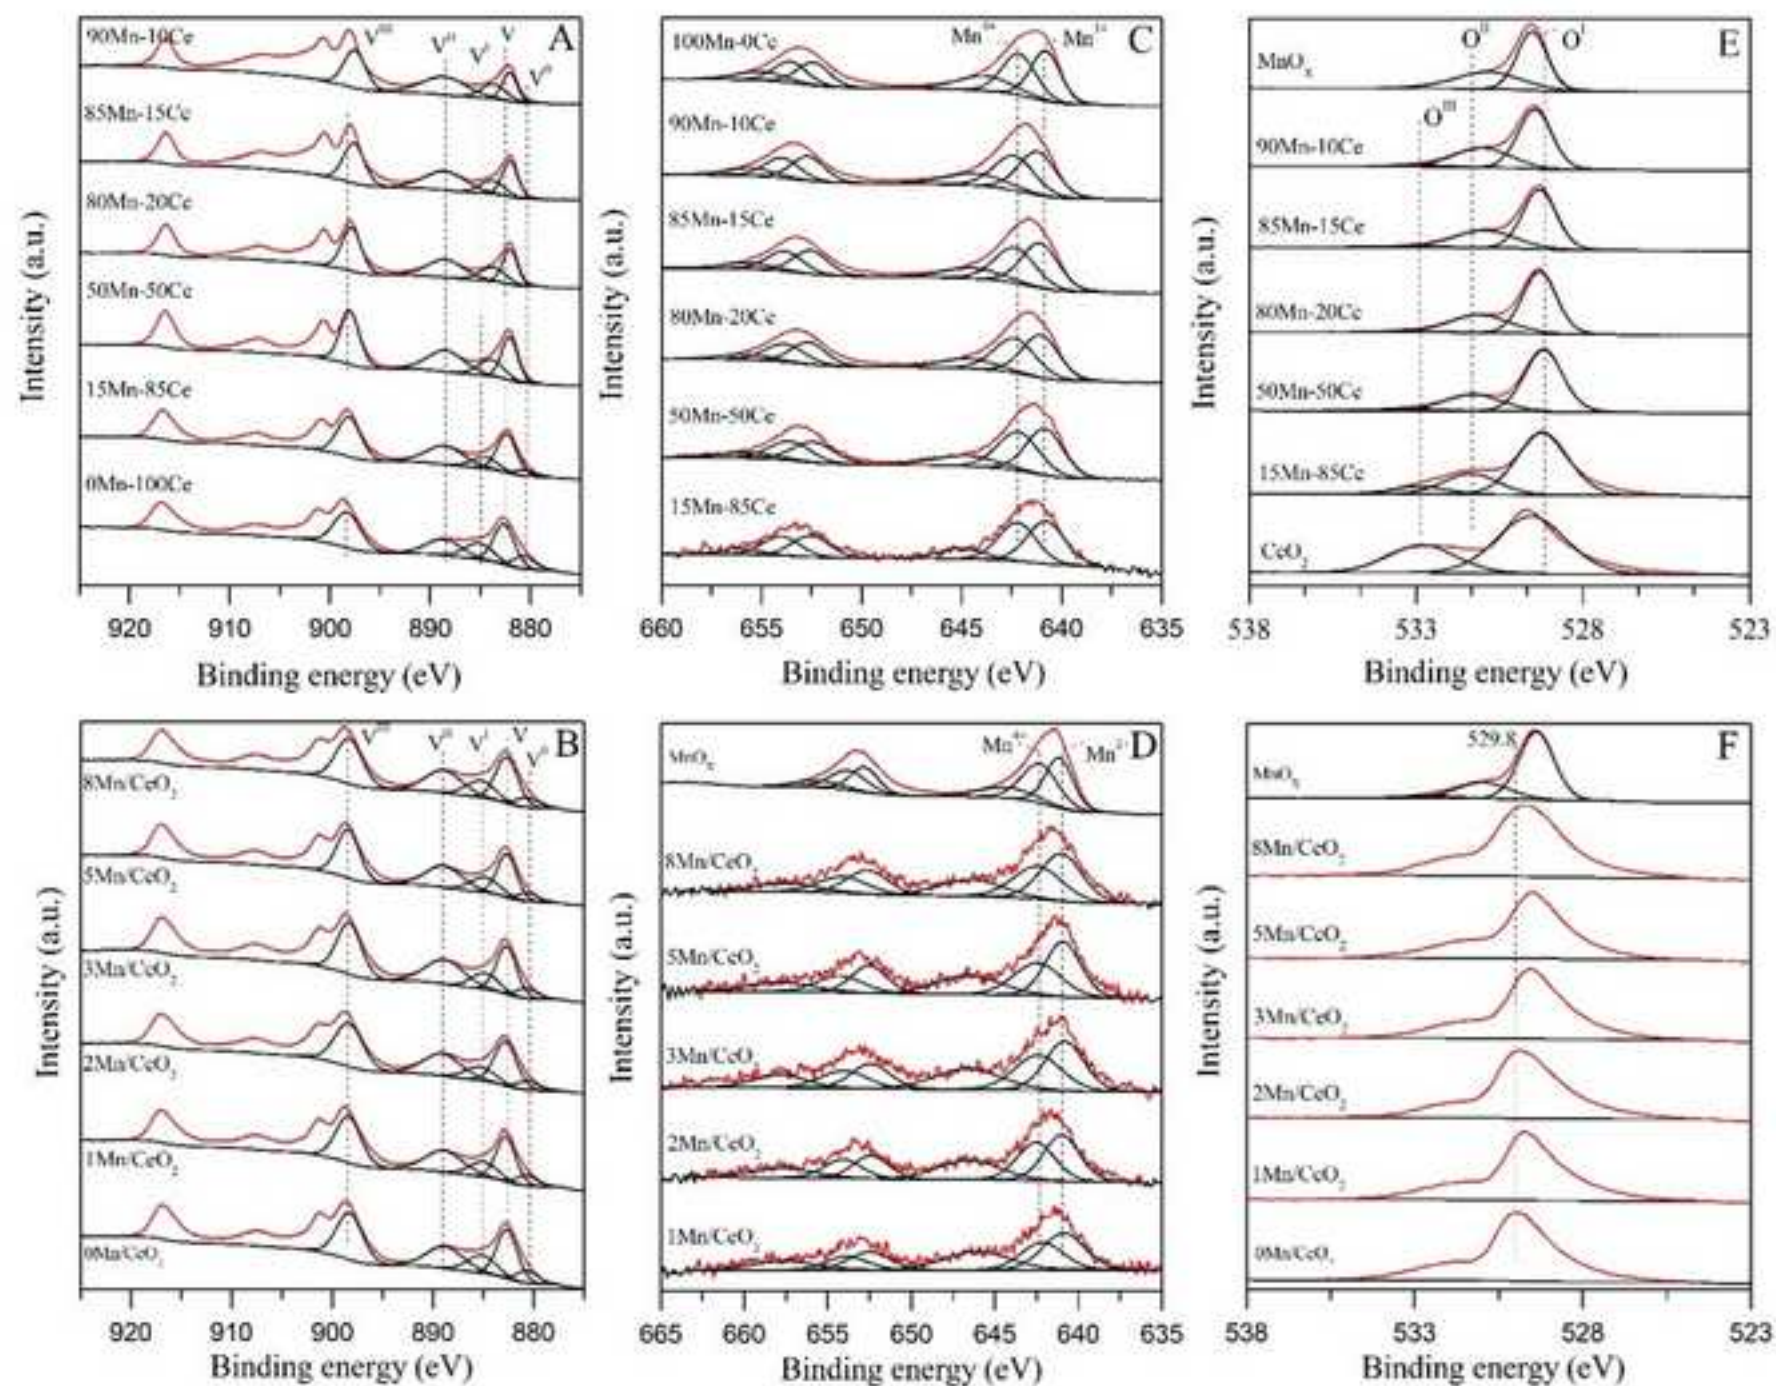 A
V''' V'' V' V V⁰
90Mn-10Ce
85Mn-15Ce
80Mn-20Ce
50Mn-50Ce
15Mn-85Ce
0Mn-100Ce
Intensity (a.u.)
920 910 900 890 880
Binding energy (eV)
C
100Mn-0Ce
90Mn-10Ce
85Mn-15Ce
80Mn-20Ce
50Mn-50Ce
15Mn-85Ce
Intensity (a.u.)
660 655 650 645 640 635
Binding energy (eV)
E
Oᴵᴵ Oᴵ
MnOₓ
Oᴵᴵᴵ
90Mn-10Ce
85Mn-15Ce
80Mn-20Ce
50Mn-50Ce
15Mn-85Ce
CeO₂
Intensity (a.u.)
538 533 528 523
Binding energy (eV)
B
V''' V'' V' V V⁰
8Mn/CeO₂
5Mn/CeO₂
3Mn/CeO₂
2Mn/CeO₂
1Mn/CeO₂
0Mn/CeO₂
Intensity (a.u.)
920 910 900 890 880
Binding energy (eV)
D
Mn⁴⁺
MnOₓ
8Mn/CeO₂
5Mn/CeO₂
3Mn/CeO₂
2Mn/CeO₂
1Mn/CeO₂
Intensity (a.u.)
665 660 655 650 645 640 635
Binding energy (eV)
F
529.8
MnOₓ
8Mn/CeO₂
5Mn/CeO₂
3Mn/CeO₂
2Mn/CeO₂
1Mn/CeO₂
0Mn/CeO₂
Intensity (a.u.)
538 533 528 523
Binding energy (eV)